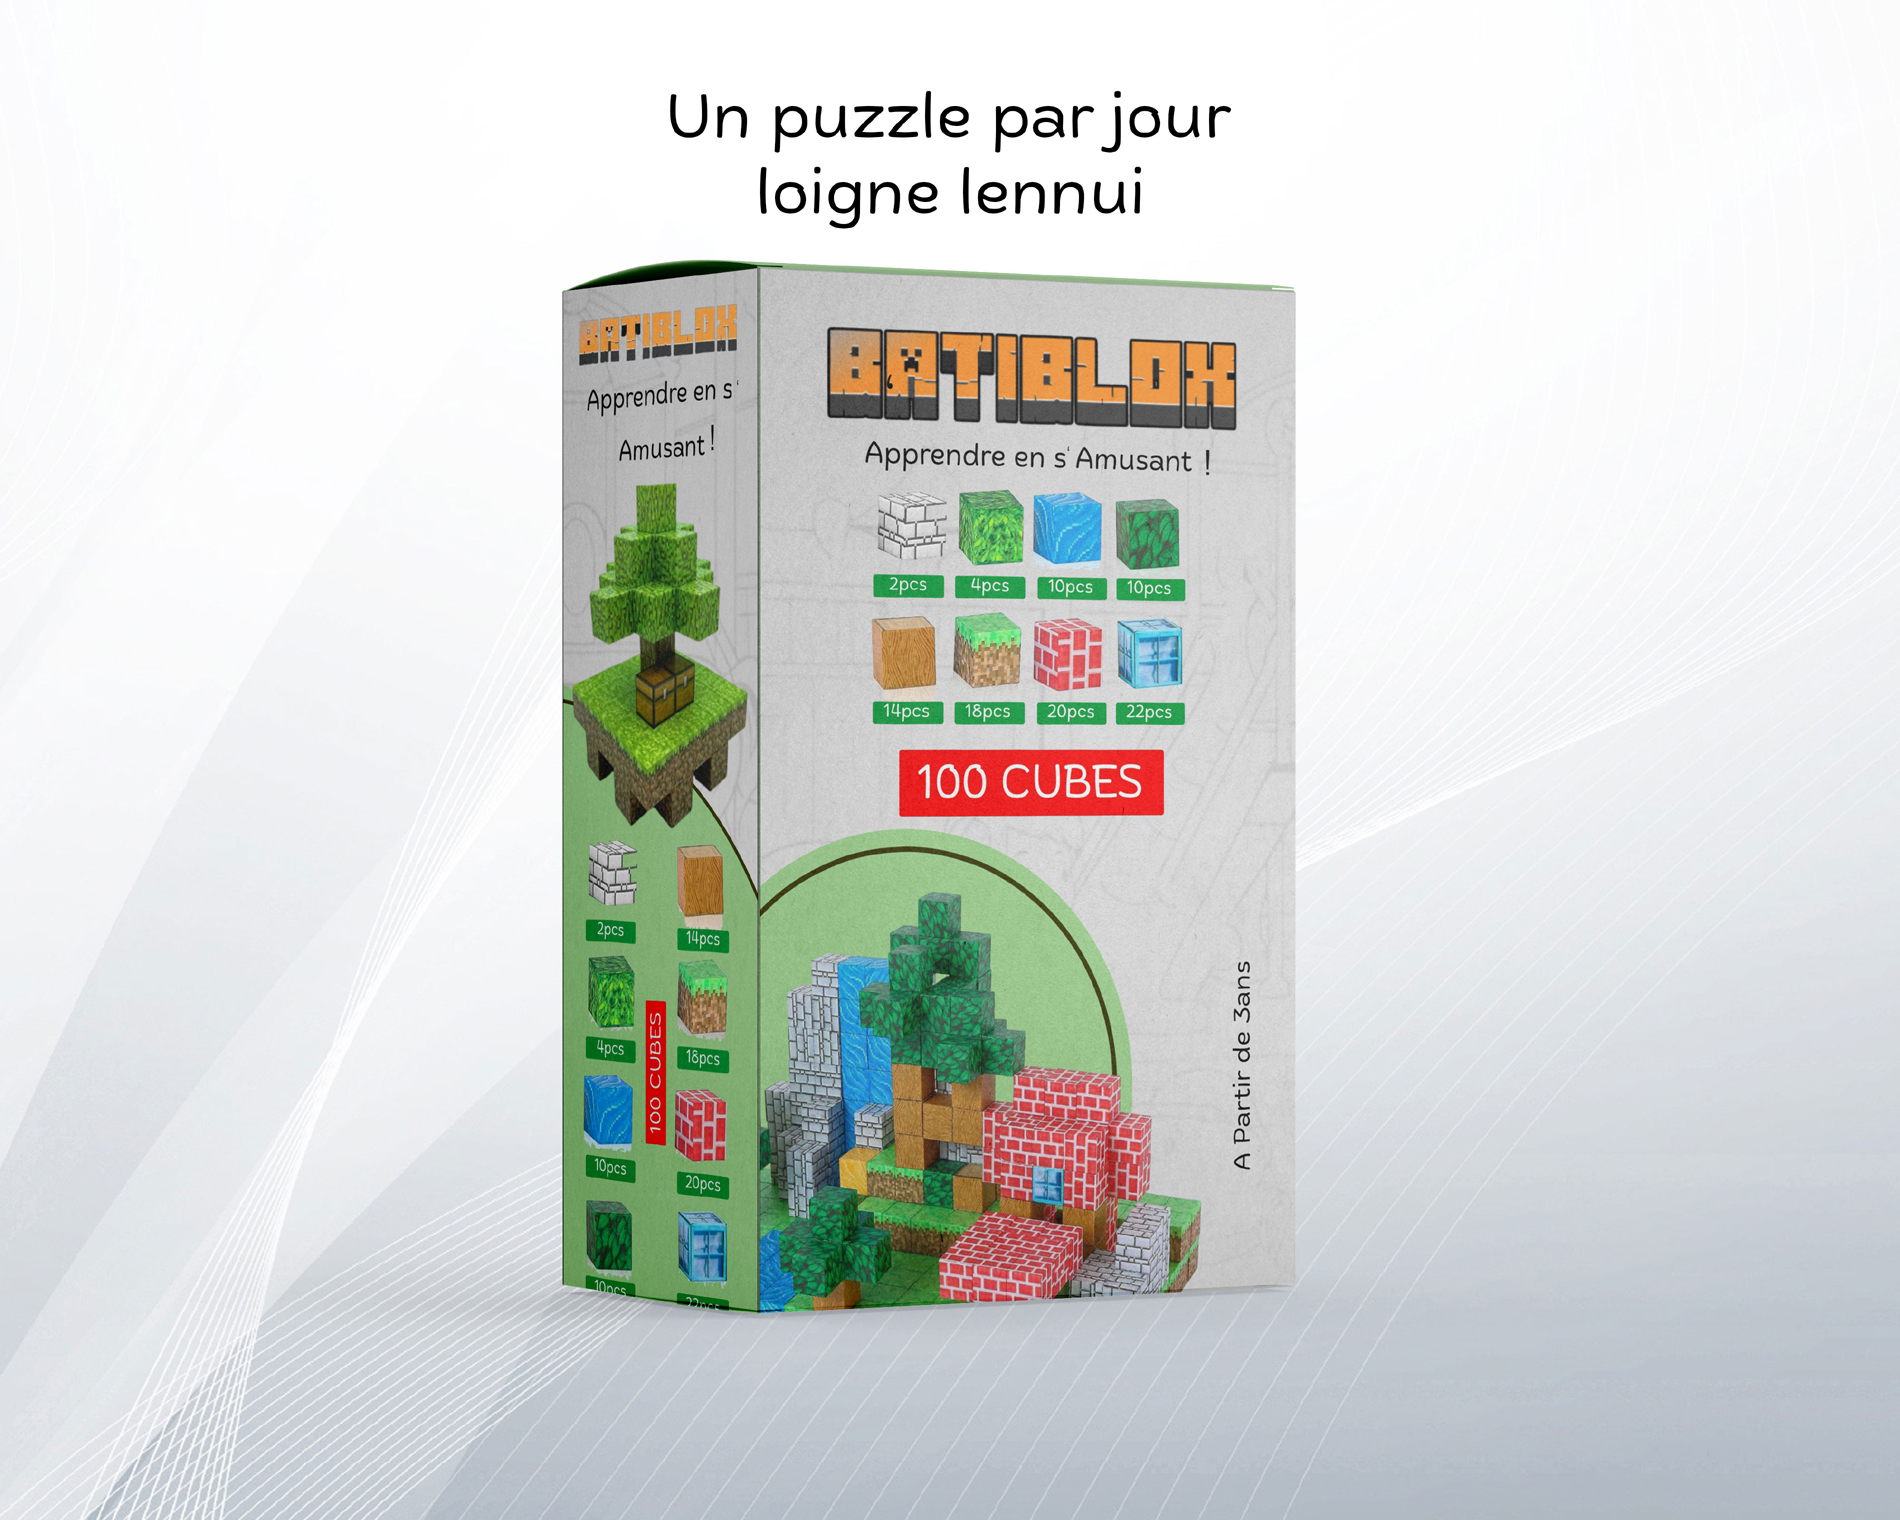 Un puzzle par jour
loigne lennui
BATIBLOX
Apprendre en s'
Amusant !
2pcs
14pcs
4pcs
18pcs
100 CUBES
10pcs
20pcs
10pcs
22pcs
BATIBLOX
Apprendre en s' Amusant !
2pcs 4pcs 10pcs 10pcs
14pcs 18pcs 20pcs 22pcs
100 CUBES
A Partir de 3ans